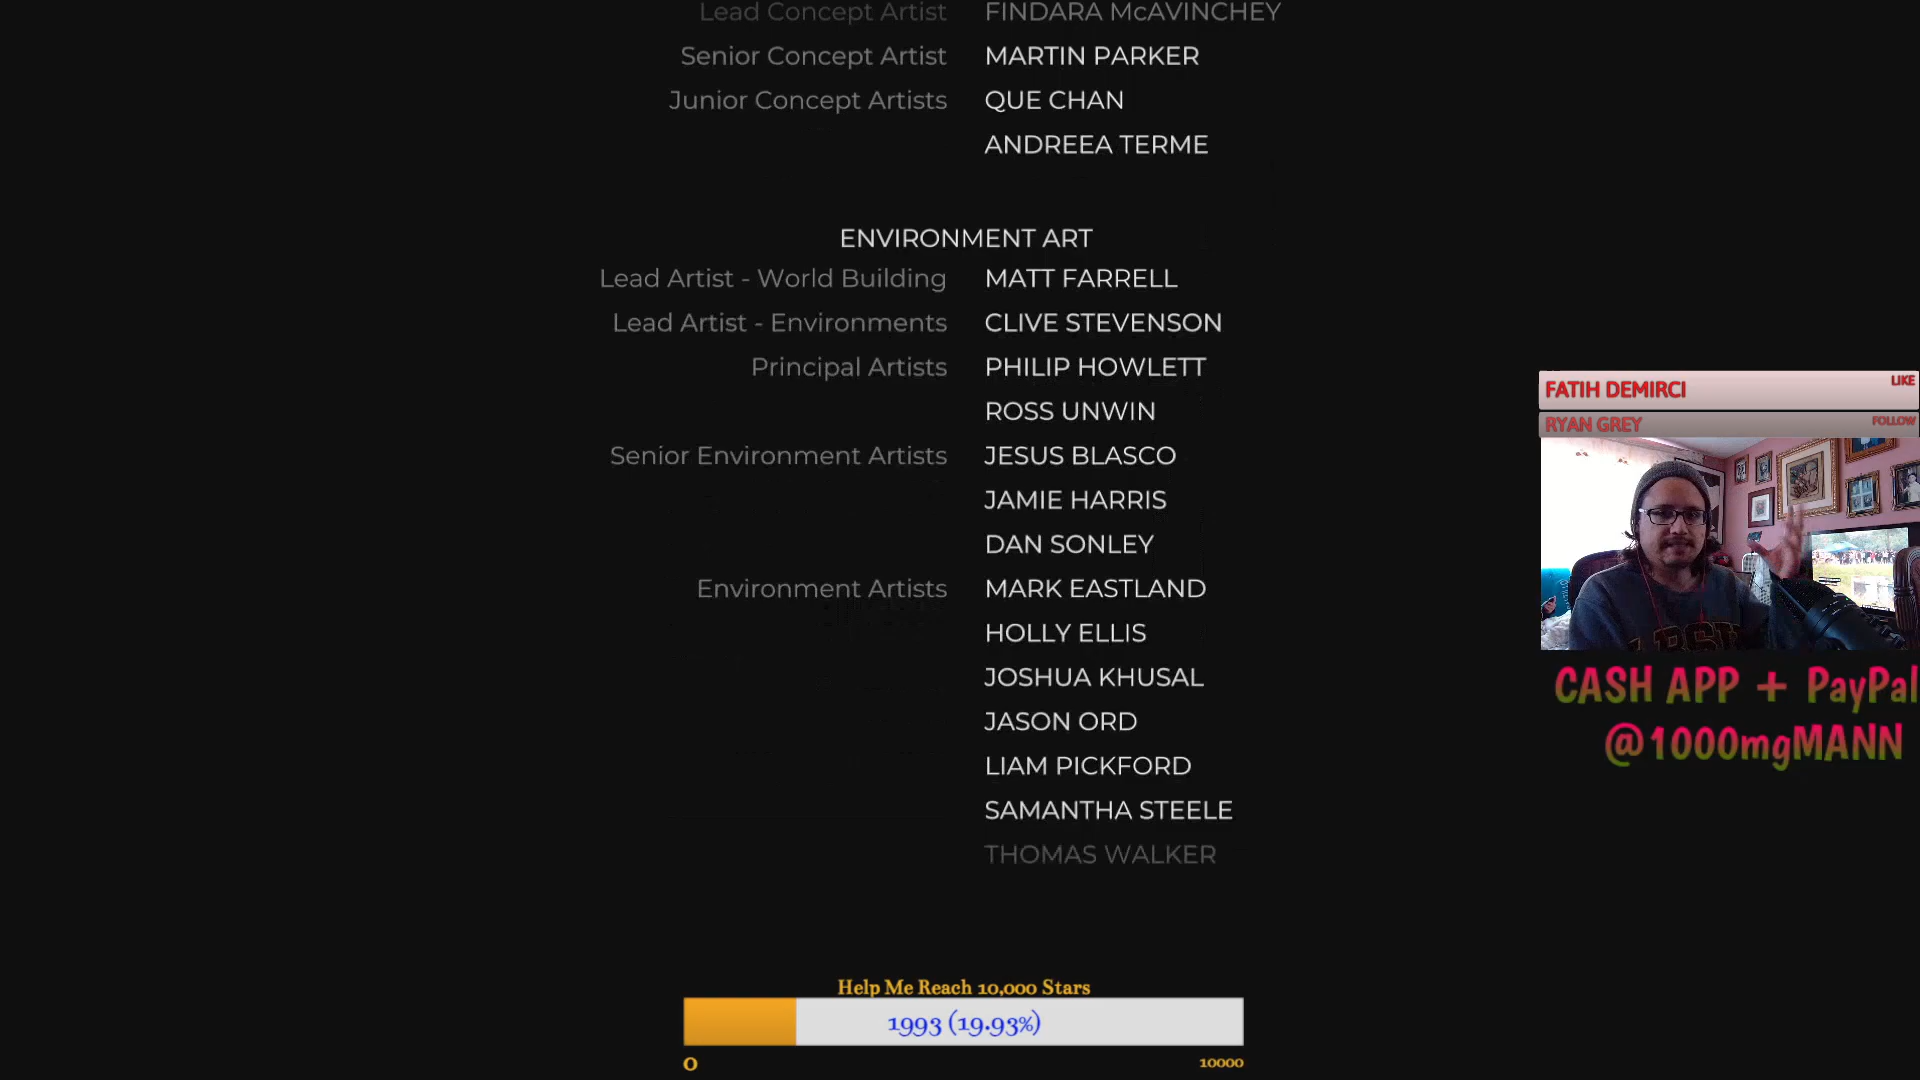 Lead Concept Artist FINDARA McAVINCHEY
Senior Concept Artist MARTIN PARKER
Junior Concept Artists QUE CHAN
ANDREEA TERME
ENVIRONMENT ART
Lead Artist - World Building MATT FARRELL
Lead Artist - Environments CLIVE STEVENSON
Principal Artists PHILIP HOWLETT
ROSS UNWIN
Senior Environment Artists JESUS BLASCO
JAMIE HARRIS
DAN SONLEY
Environment Artists MARK EASTLAND
HOLLY ELLIS
JOSHUA KHUSAL
JASON ORD
LIAM PICKFORD
SAMANTHA STEELE
THOMAS WALKER
FATIH DEMIRCI LIKE
RYAN GREY FOLLOW
CASH APP + PayPal
@1000mgMANN
Help Me Reach 10,000 Stars
1993 (19.93%)
0 10000